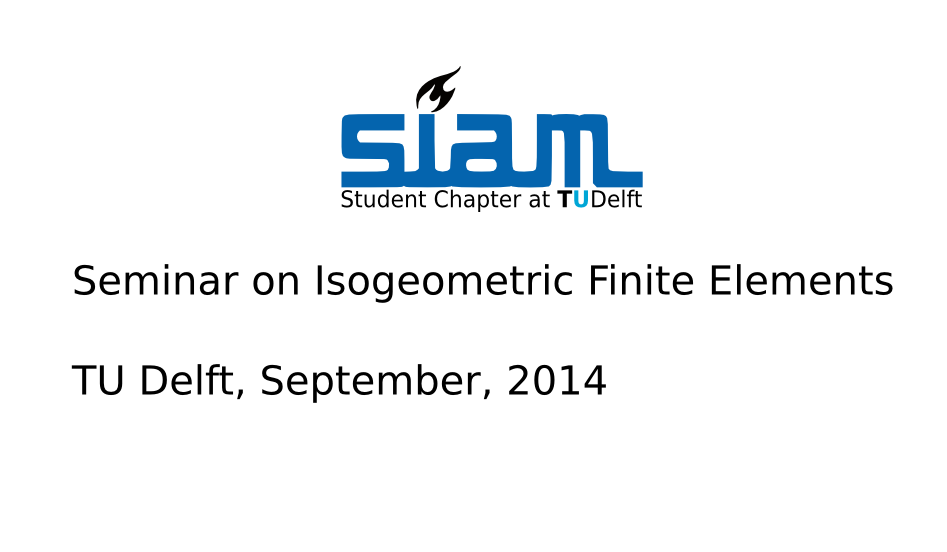 siam
Student Chapter at TUDelft
Seminar on Isogeometric Finite Elements
TU Delft, September, 2014